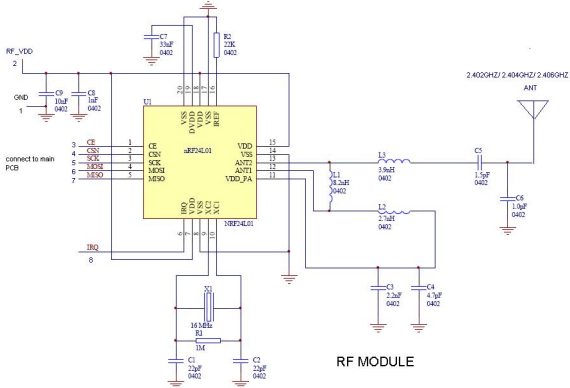 C7
33nF
0402
R2
22K
0402
RF_VDD
2
GND
1
C9
10nF
0402
C8
1nF
0402
2.402GHZ/ 2.404GHZ/ 2.408GHZ
ANT
20
19
18
17
16
VSS
DVDD
VDD
VSS
IREF
U1
nRF24L01
NRF24L01
connect to main
PCB
3 CE 1 CE
4 CSN 2 CSN
5 SCK 3 SCK
6 MOSI 4 MOSI
7 MISO 5 MISO
VDD 15
VSS 14
ANT2 13
ANT1 12
VDD_PA 11
IRQ
VDD
VSS
XC2
XC1
6
7
8
9
10
IRQ
8
L3
3.9nH
0402
C5
1.5pF
0402
L1
8.2nH
0402
L2
2.7nH
0402
C6
1.0pF
0402
C3
2.2nF
0402
C4
4.7pF
0402
X1
16 MHz
R1
1M
C1
22pF
0402
C2
22pF
0402
RF MODULE